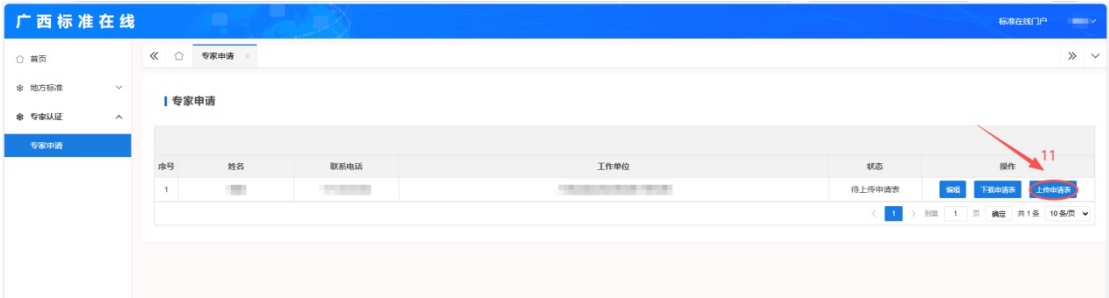 广西标准在线
标准在线门户
首页
专家申请
地方标准
专家认证
专家申请
专家申请
序号 姓名 联系电话 工作单位 状态 操作
11
1 待上传申请表 编辑 下载申请表 上传申请表
1 到第 1 页 确定 共 1 条 10 条/页